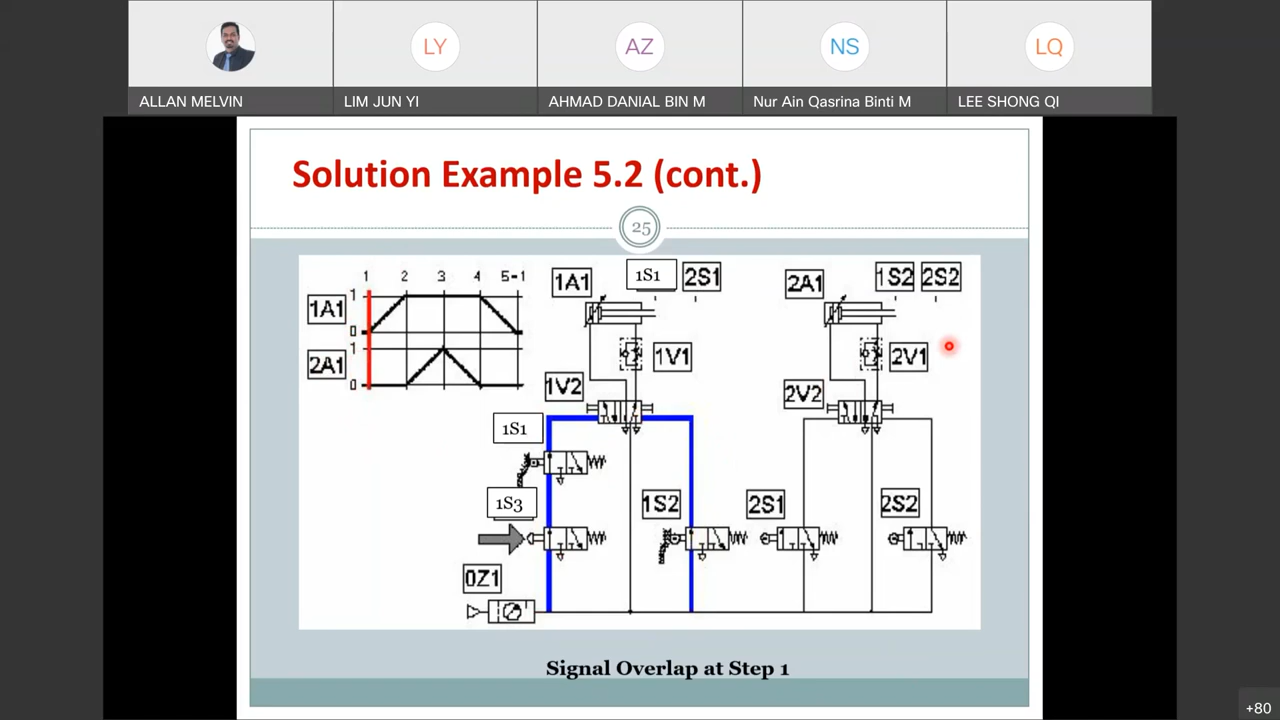 LY
AZ
NS
LQ
ALLAN MELVIN
LIM JUN YI
AHMAD DANIAL BIN M
Nur Ain Qasrina Binti M
LEE SHONG QI
Solution Example 5.2 (cont.)
25
1 2 3 4 5-1
1A1 1 0
2A1 1 0
1A1 1S1 2S1
2A1 1S2 2S2
1V1
2V1
1V2
2V2
1S1
1S3
1S2
2S1
2S2
0Z1
Signal Overlap at Step 1
+80